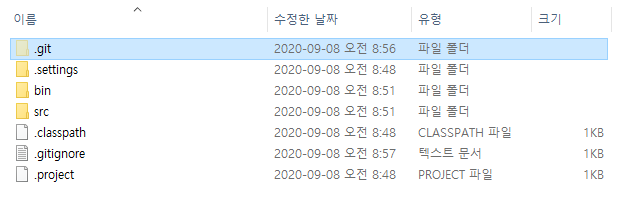 이름 수정한 날짜 유형 크기
.git 2020-09-08 오전 8:56 파일 폴더
.settings 2020-09-08 오전 8:48 파일 폴더
bin 2020-09-08 오전 8:51 파일 폴더
src 2020-09-08 오전 8:51 파일 폴더
.classpath 2020-09-08 오전 8:48 CLASSPATH 파일 1KB
.gitignore 2020-09-08 오전 8:57 텍스트 문서 1KB
.project 2020-09-08 오전 8:48 PROJECT 파일 1KB